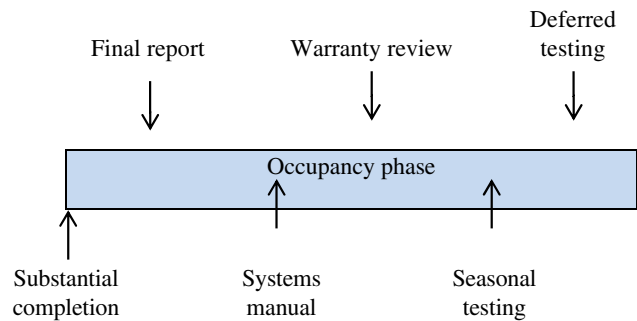 Deferred
testing
Final report
Warranty review
Occupancy phase
Substantial
completion
Systems
manual
Seasonal
testing